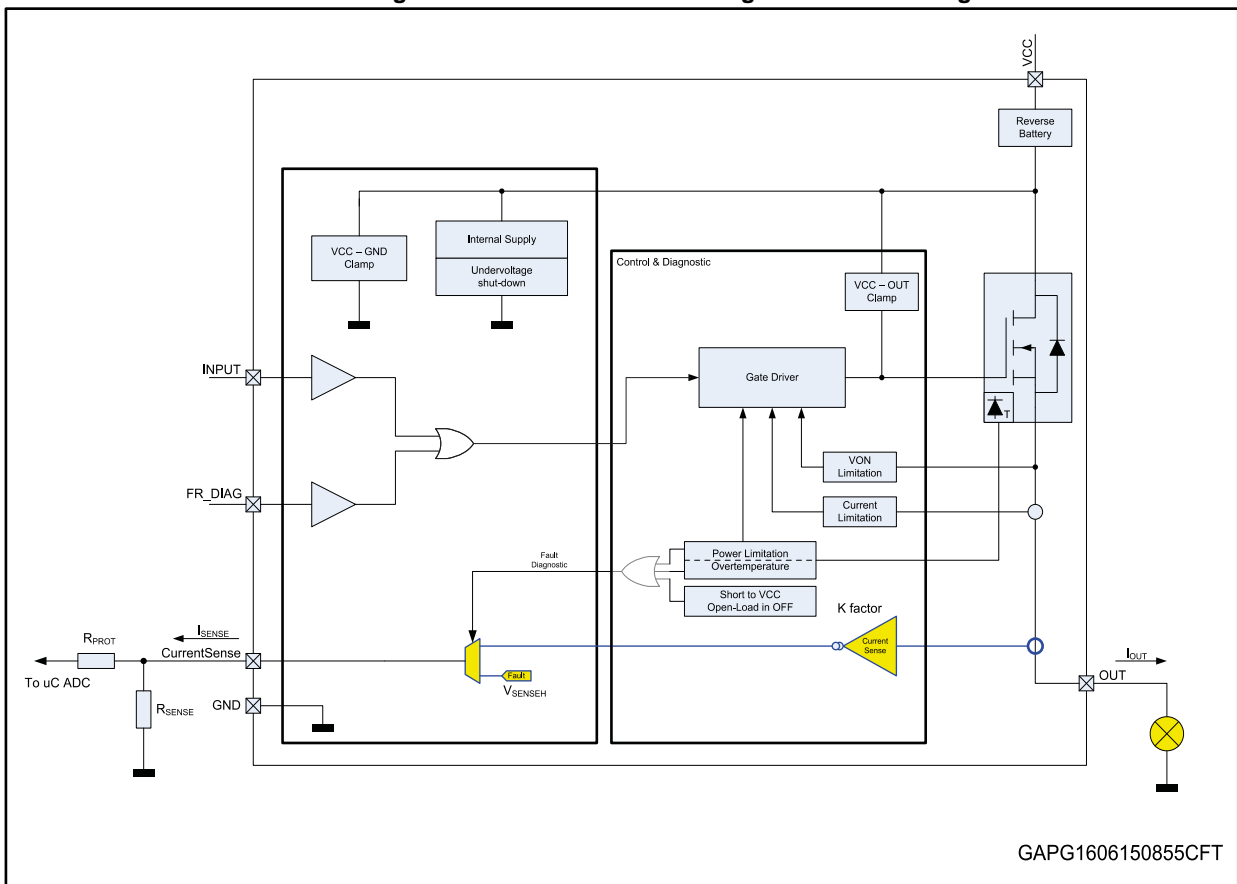 VCC
Reverse
Battery
VCC – GND
Clamp
Internal Supply
Undervoltage
shut-down
Control & Diagnostic
VCC – OUT
Clamp
INPUT
Gate Driver
T
VON
Limitation
FR_DIAG
Current
Limitation
Fault
Diagnostic
Power Limitation
Overtemperature
Short to VCC
Open-Load in OFF
K factor
RPROT
ISENSE
CurrentSense
Current
Sense
To uC ADC
Fault
VSENSEH
IOUT
OUT
RSENSE
GND
GAPG1606150855CFT